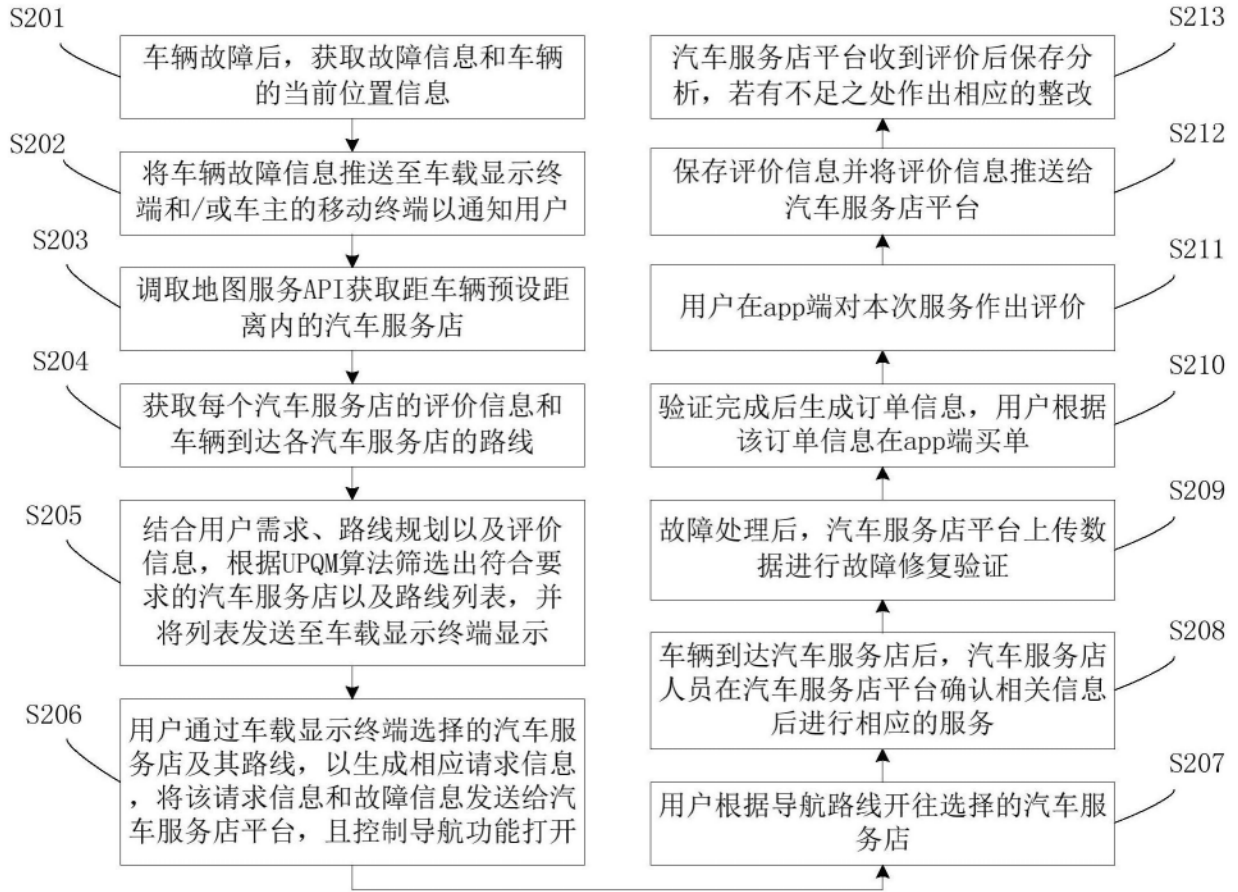 S201
车辆故障后，获取故障信息和车辆
的当前位置信息
S202
将车辆故障信息推送至车载显示终
端和/或车主的移动终端以通知用户
S203
调取地图服务API获取距车辆预设距
离内的汽车服务店
S204
获取每个汽车服务店的评价信息和
车辆到达各汽车服务店的路线
S205
结合用户需求、路线规划以及评价
信息，根据UPQM算法筛选出符合要
求的汽车服务店以及路线列表，并
将列表发送至车载显示终端显示
S206
用户通过车载显示终端选择的汽车服
务店及其路线，以生成相应请求信息
，将该请求信息和故障信息发送给汽
车服务店平台，且控制导航功能打开
S207
用户根据导航路线开往选择的汽车服
务店
S208
车辆到达汽车服务店后，汽车服务店
人员在汽车服务店平台确认相关信息
后进行相应的服务
S209
故障处理后，汽车服务店平台上传数
据进行故障修复验证
S210
验证完成后生成订单信息，用户根据
该订单信息在app端买单
S211
用户在app端对本次服务作出评价
S212
保存评价信息并将评价信息推送给
汽车服务店平台
S213
汽车服务店平台收到评价后保存分
析，若有不足之处作出相应的整改